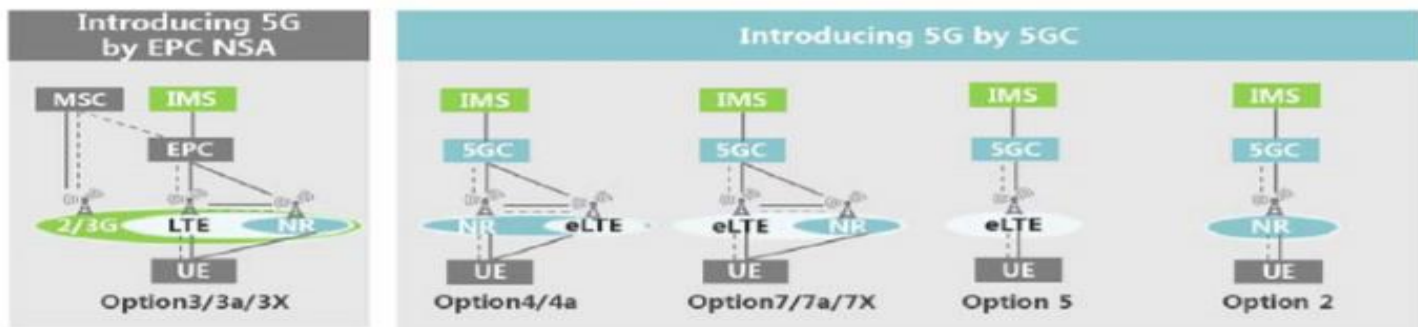 Introducing 5G
by EPC NSA
Introducing 5G by 5GC
MSC
IMS
EPC
2/3G
LTE
NR
UE
Option3/3a/3X
IMS
5GC
NR
eLTE
UE
Option4/4a
IMS
5GC
eLTE
NR
UE
Option7/7a/7X
IMS
5GC
eLTE
UE
Option 5
IMS
5GC
NR
UE
Option 2